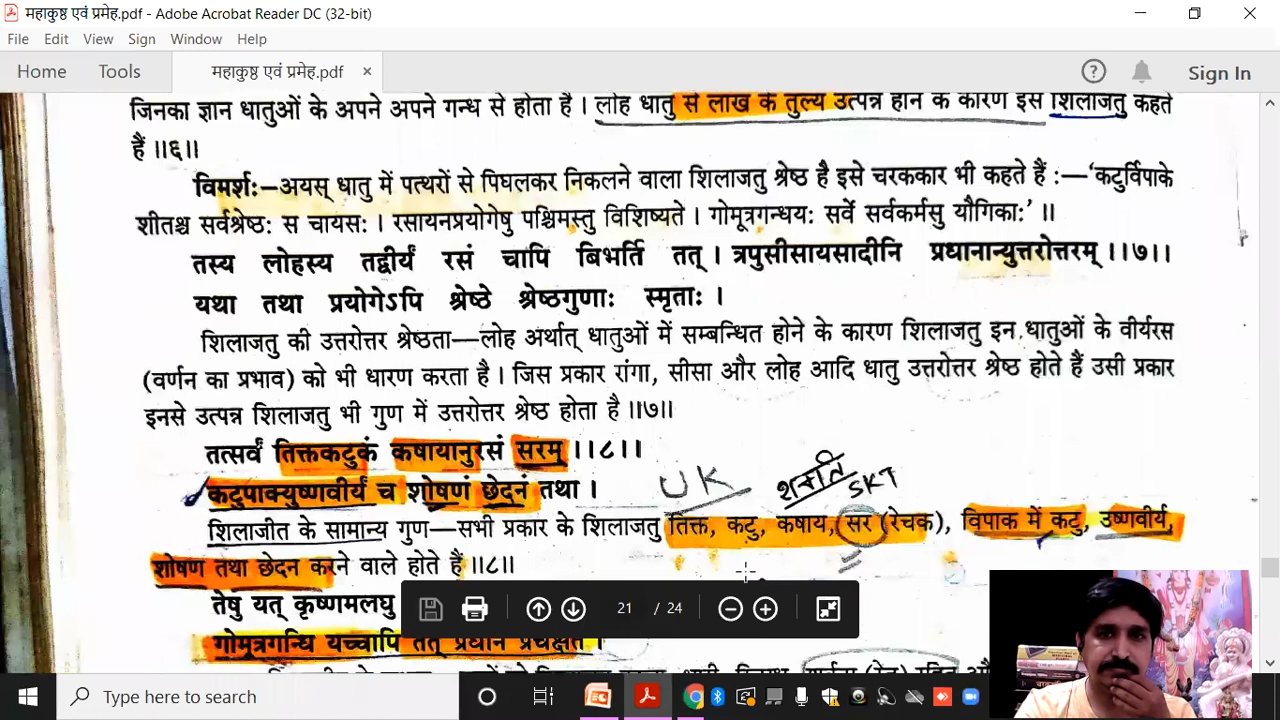 महाकुष्ठ एवं प्रमेह.pdf - Adobe Acrobat Reader DC (32-bit)
File Edit View Sign Window Help
Home Tools महाकुष्ठ एवं प्रमेह.pdf × Sign In
जिनका ज्ञान धातुओं के अपने अपने गन्ध से होता है । लोह धातु से लाख के तुल्य उत्पन्न होने के कारण इसे शिलाजतु कहते
हैं ॥६॥
विमर्शः-अयस् धातु में पत्थरों से पिघलकर निकलने वाला शिलाजतु श्रेष्ठ है इसे चरककार भी कहते हैं :—‘कटुर्विपाके
शीतश्च सर्वश्रेष्ठः स चायसः । रसायनप्रयोगेषु पश्चिमस्तु विशिष्यते । गोमूत्रगन्धयः सर्वे सर्वकर्मसु यौगिकाः’ ॥
तस्य लोहस्य तद्वीर्यं रसं चापि बिभर्ति तत् । त्रपुसीसायसादीनि प्रधानान्युत्तरोत्तरम् ।।७।।
यथा तथा प्रयोगेऽपि श्रेष्ठे श्रेष्ठगुणाः स्मृताः ।
शिलाजतु की उत्तरोत्तर श्रेष्ठता—लोह अर्थात् धातुओं में सम्बन्धित होने के कारण शिलाजतु इन धातुओं के वीर्यरस
(वर्णन का प्रभाव) को भी धारण करता है । जिस प्रकार रांगा, सीसा और लोह आदि धातु उत्तरोत्तर श्रेष्ठ होते हैं उसी प्रकार
इनसे उत्पन्न शिलाजतु भी गुण में उत्तरोत्तर श्रेष्ठ होता है ॥७॥
तत्सर्वं तिक्तकटुकं कषायानुरसं सरम् ।।८।।
कटुपाक्युष्णवीर्यं च शोषणं छेदनं तथा ।
UK
SKT
शिलाजीत के सामान्य गुण—सभी प्रकार के शिलाजतु तिक्त, कटु, कषाय, सर (रेचक), विपाक में कटु, उष्णवीर्य,
शोषण तथा छेदन करने वाले होते हैं ॥८॥
तेषु यत् कृष्णमलघु
21 / 24
गोमूत्रगन्धि यच्चापि तत् प्रधानं प्रचक्षते ।
Type here to search